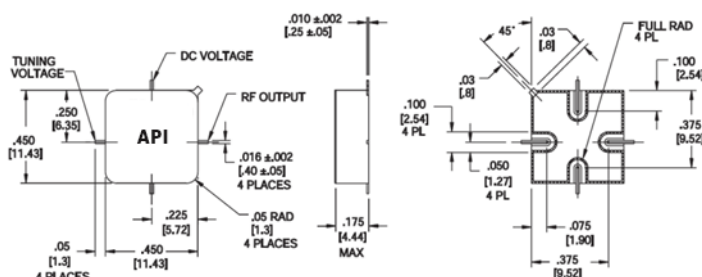 DC VOLTAGE
TUNING
VOLTAGE
RF OUTPUT
API
.250
[6.35]
.450
[11.43]
.016 ±.002
[.40 ±.05]
4 PLACES
.225
[5.72]
.05 RAD
[1.3]
4 PLACES
.05
[1.3]
4 PLACES
.450
[11.43]
.010 ±.002
[.25 ±.05]
.175
[4.44]
MAX
45°
.03
[.8]
.03
[.8]
FULL RAD
4 PL
.100
[2.54]
.100
[2.54]
4 PL
.375
[9.52]
.050
[1.27]
4 PL
.075
[1.90]
.375
[9.52]